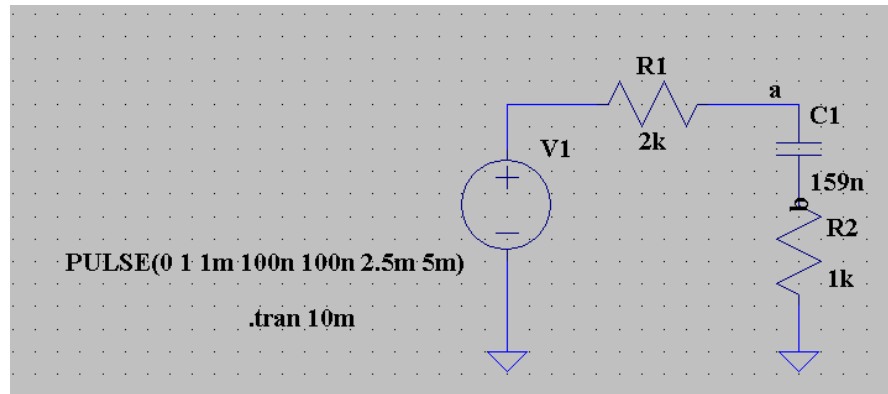 R1
a
C1
V1
2k
159n
b
R2
PULSE(0 1 1m 100n 100n 2.5m 5m)
1k
.tran 10m